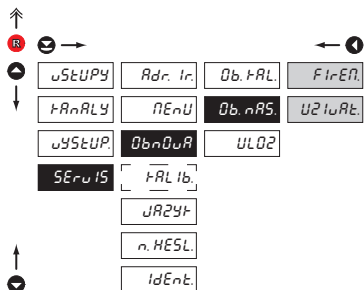 R
vStUPY Adr. Ir. Ob. KAL. FIrEM.
KANALY MEnU Ob. nAS. UZIvAt.
vYStUP. ObnOvA ULOZ
SErvIS KALIb.
JAZYK
n. HESL.
IdEnt.